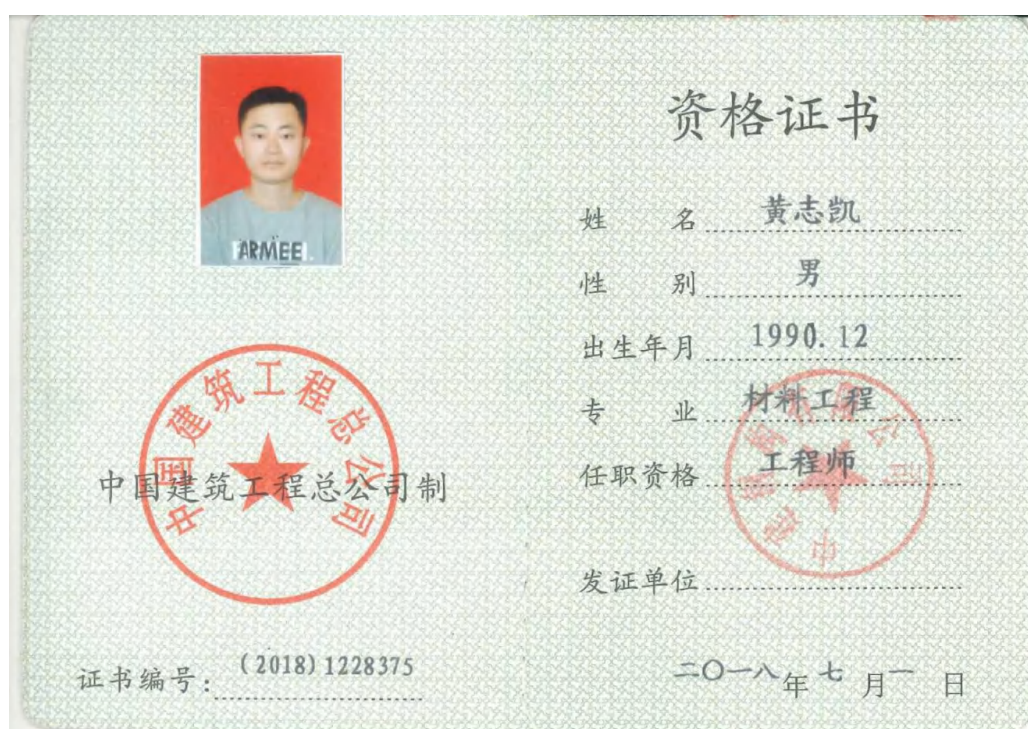 ARMEE
中国建筑工程总公司
中国建筑工程总公司制
证书编号：(2018)1228375
资格证书
姓名 黄志凯
性别 男
出生年月 1990.12
专业 材料工程
任职资格 工程师
发证单位
二〇一八年七月一日